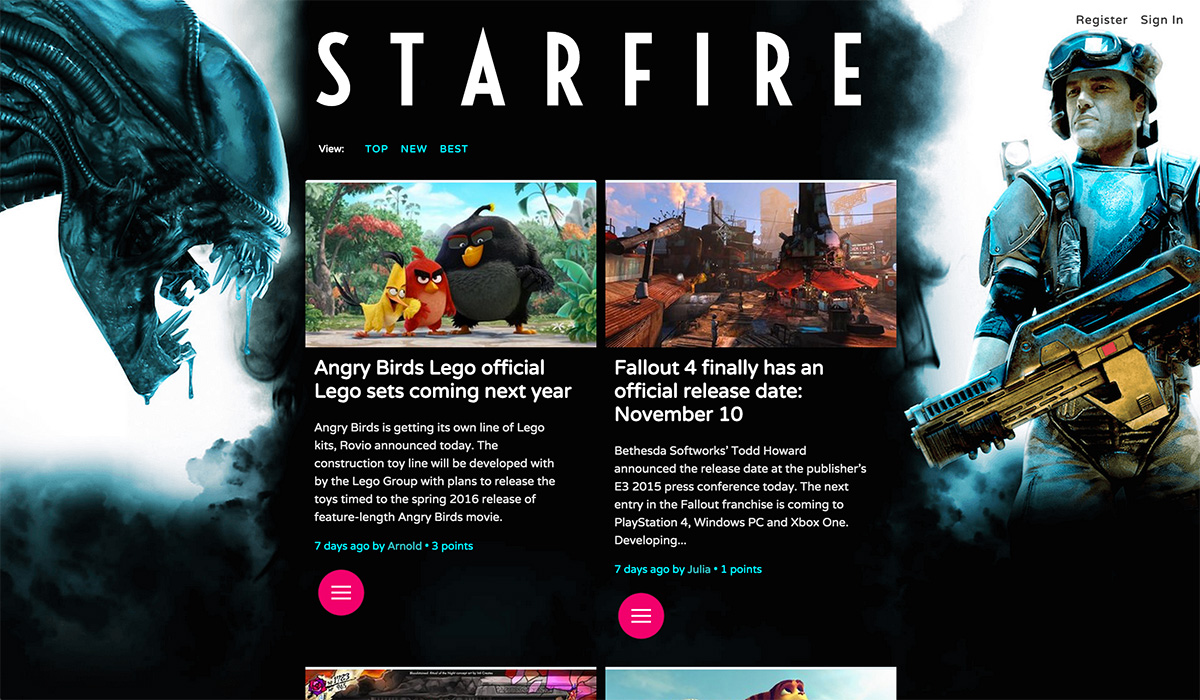 Register Sign In
STARFIRE
View: TOP NEW BEST
Angry Birds Lego official
Lego sets coming next year
Angry Birds is getting its own line of Lego
kits, Rovio announced today. The
construction toy line will be developed with
by the Lego Group with plans to release the
toys timed to the spring 2016 release of
feature-length Angry Birds movie.
7 days ago by Arnold • 3 points
Fallout 4 finally has an
official release date:
November 10
Bethesda Softworks’ Todd Howard
announced the release date at the publisher’s
E3 2015 press conference today. The next
entry in the Fallout franchise is coming to
PlayStation 4, Windows PC and Xbox One.
Developing...
7 days ago by Julia • 1 points